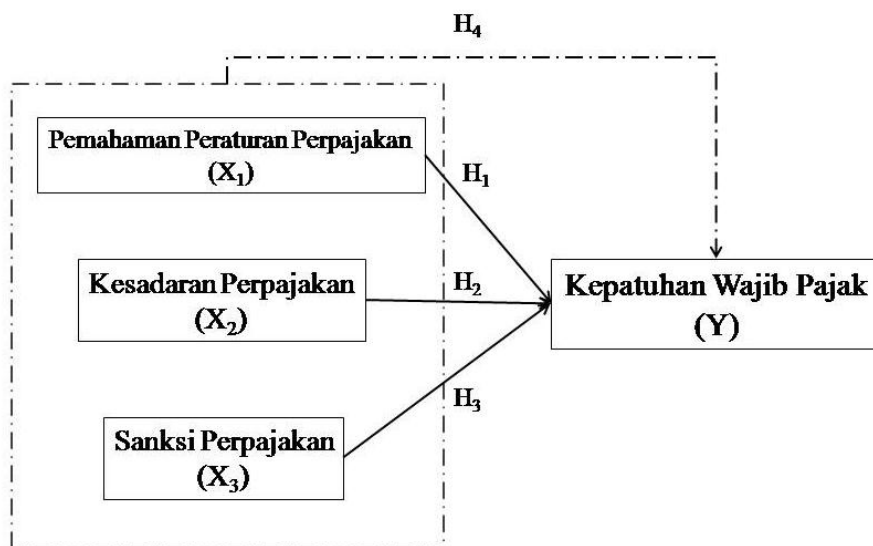 H₄
Pemahaman Peraturan Perpajakan
(X₁)
H₁
Kesadaran Perpajakan
(X₂)
H₂
Kepatuhan Wajib Pajak
(Y)
H₃
Sanksi Perpajakan
(X₃)